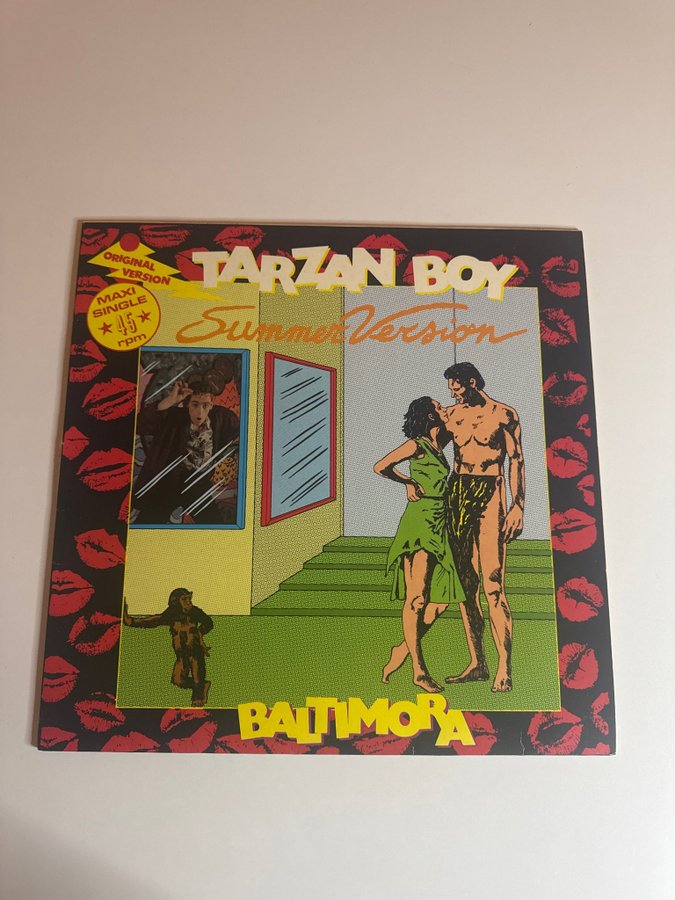 ORIGINAL
VERSION
MAXI
SINGLE
45
rpm
TARZAN BOY
Summer Version
BALTIMORA